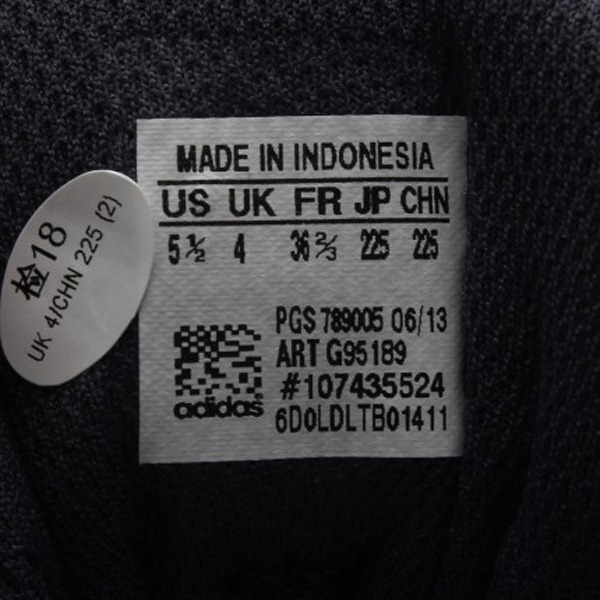 MADE IN INDONESIA
US UK FR JP CHN
5½ 4 36⅔ 225 225
PGS 789005 06/13
ART G95189
#107435524
adidas
6D0LDLTB01411
检18
UK 4/CHN 225 (2)